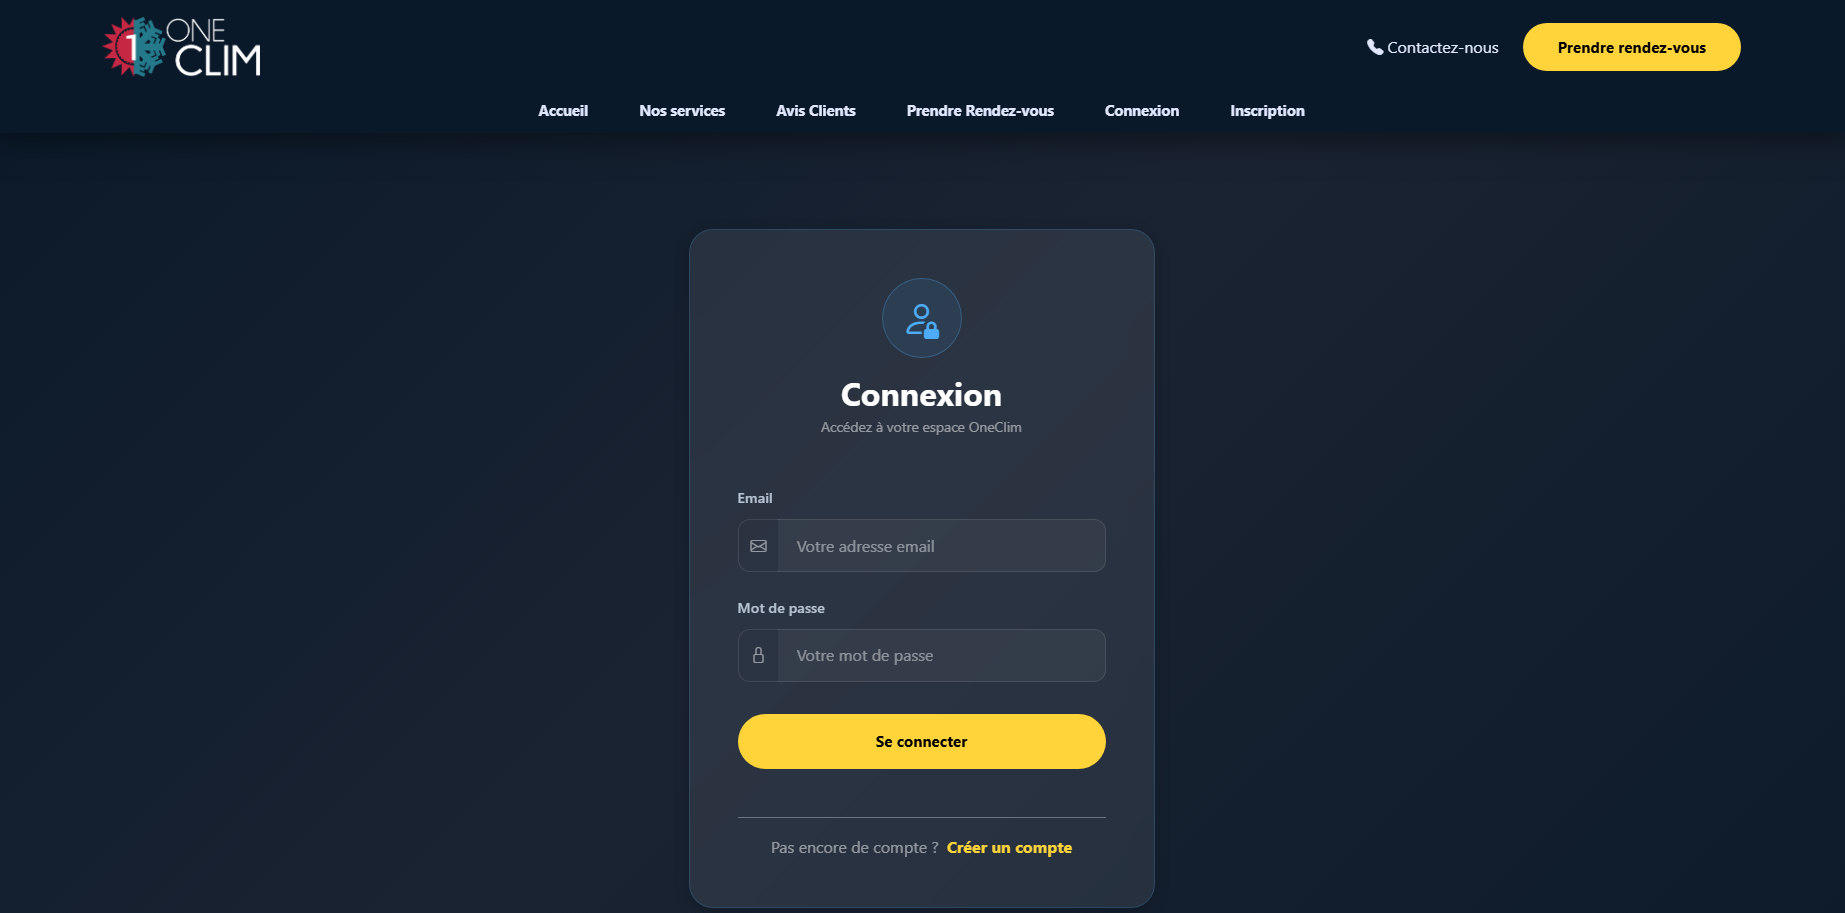 1 ONE
CLIM
Contactez-nous
Prendre rendez-vous
Accueil Nos services Avis Clients Prendre Rendez-vous Connexion Inscription
Connexion
Accédez à votre espace OneClim
Email
Votre adresse email
Mot de passe
Votre mot de passe
Se connecter
Pas encore de compte ? Créer un compte